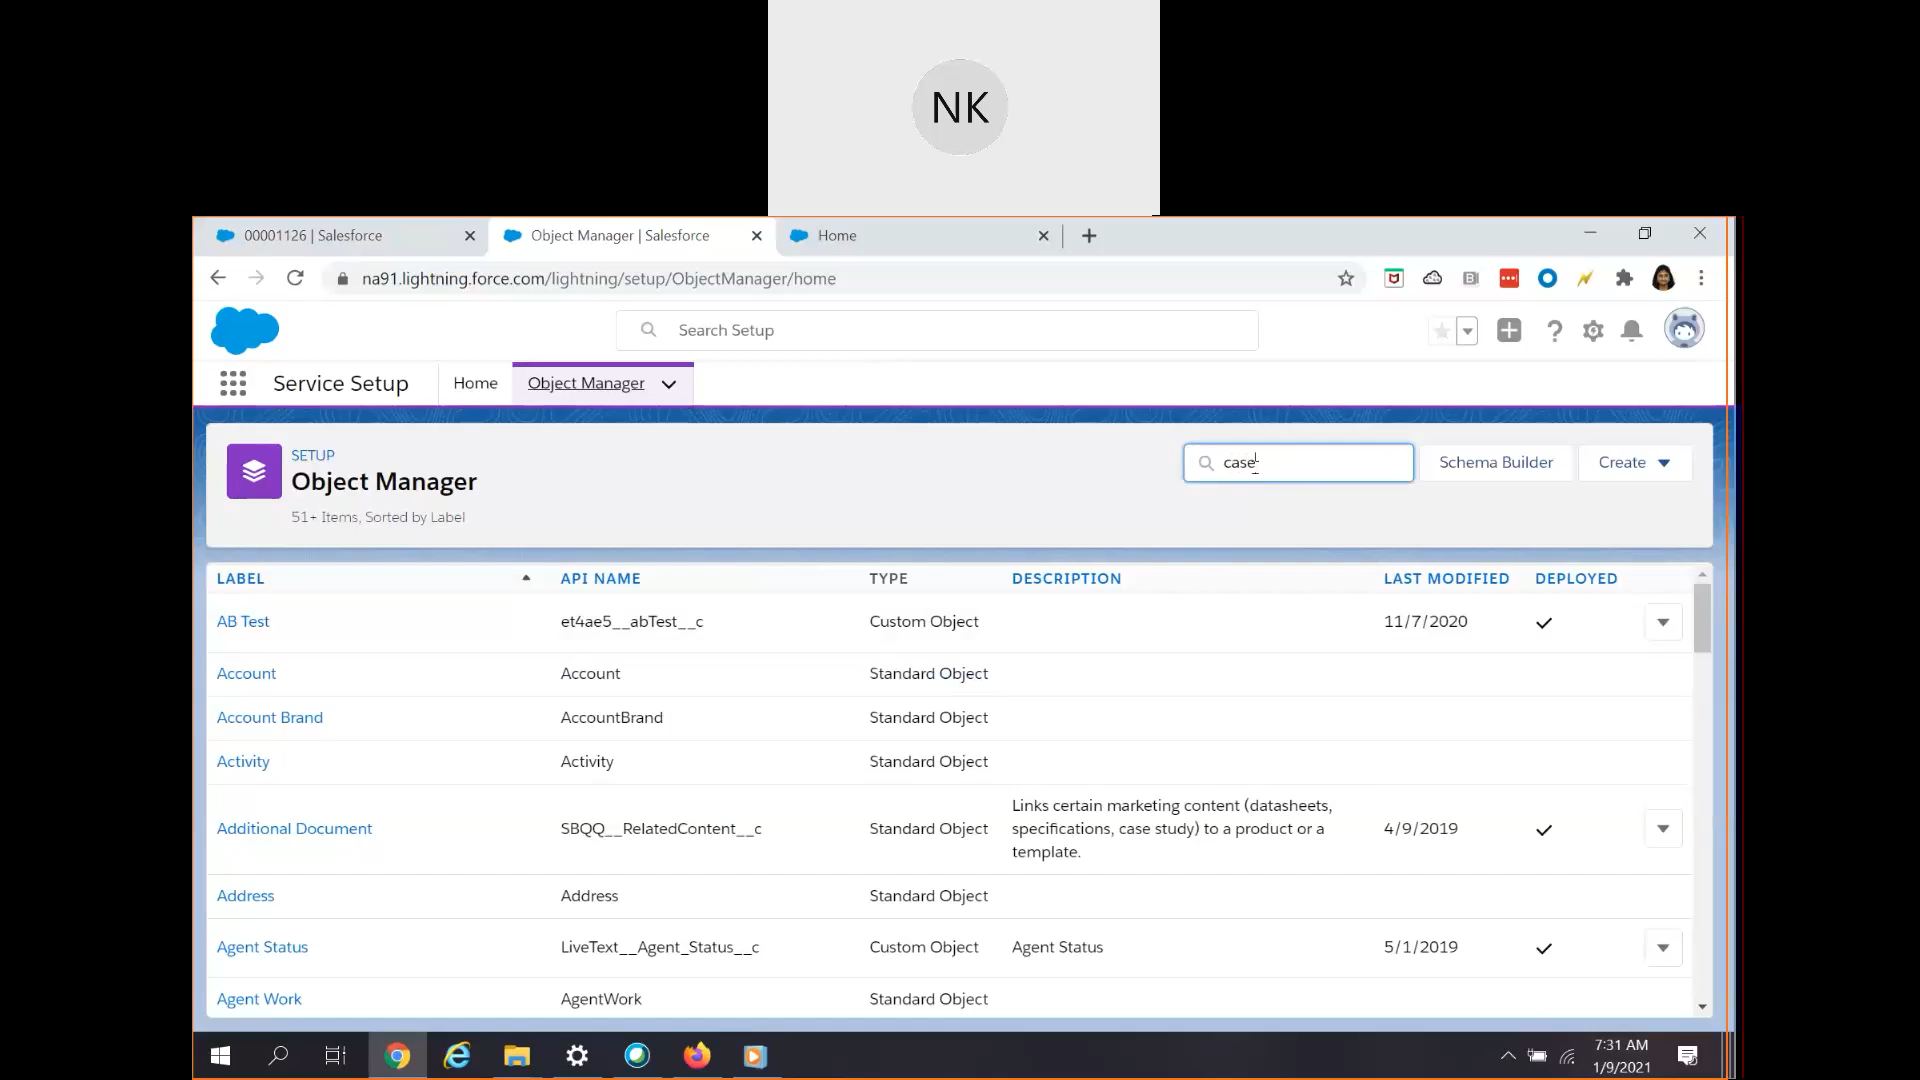 NK
00001126 | Salesforce
Object Manager | Salesforce
Home
na91.lightning.force.com/lightning/setup/ObjectManager/home
Search Setup
Service Setup
Home
Object Manager
SETUP
Object Manager
51+ Items, Sorted by Label
case
Schema Builder
Create
LABEL API NAME TYPE DESCRIPTION LAST MODIFIED DEPLOYED
AB Test et4ae5__abTest__c Custom Object 11/7/2020
Account Account Standard Object
Account Brand AccountBrand Standard Object
Activity Activity Standard Object
Links certain marketing content (datasheets,
Additional Document SBQQ__RelatedContent__c Standard Object specifications, case study) to a product or a 4/9/2019
template.
Address Address Standard Object
Agent Status LiveText__Agent_Status__c Custom Object Agent Status 5/1/2019
Agent Work AgentWork Standard Object
7:31 AM
1/9/2021